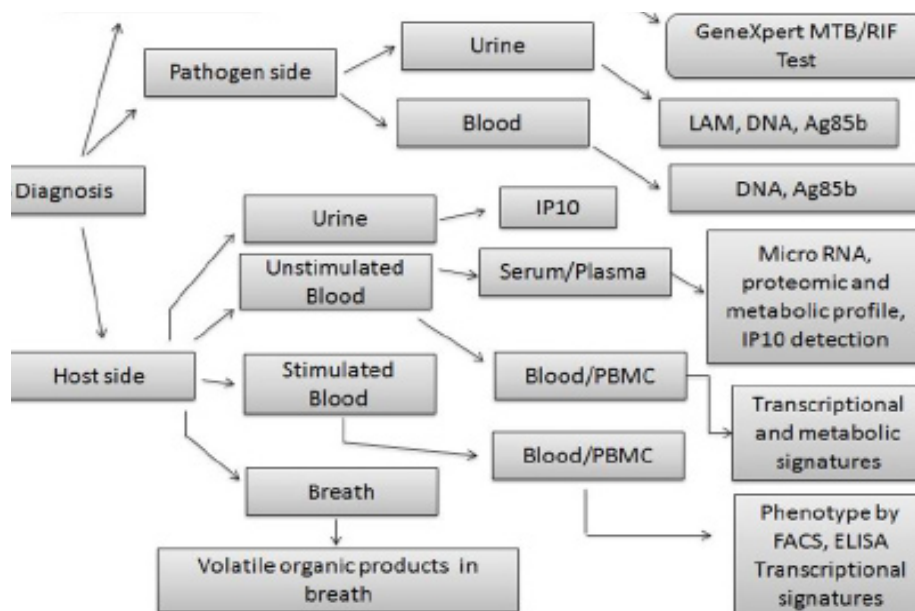 GeneXpert MTB/RIF
Test
Urine
Pathogen side
Blood
LAM, DNA, Ag85b
Diagnosis
DNA, Ag85b
Urine
IP10
Unstimulated
Blood
Serum/Plasma
Micro RNA,
proteomic and
metabolic profile,
IP10 detection
Host side
Stimulated
Blood
Blood/PBMC
Transcriptional
and metabolic
signatures
Blood/PBMC
Breath
Phenotype by
FACS, ELISA
Transcriptional
signatures
Volatile organic products in
breath